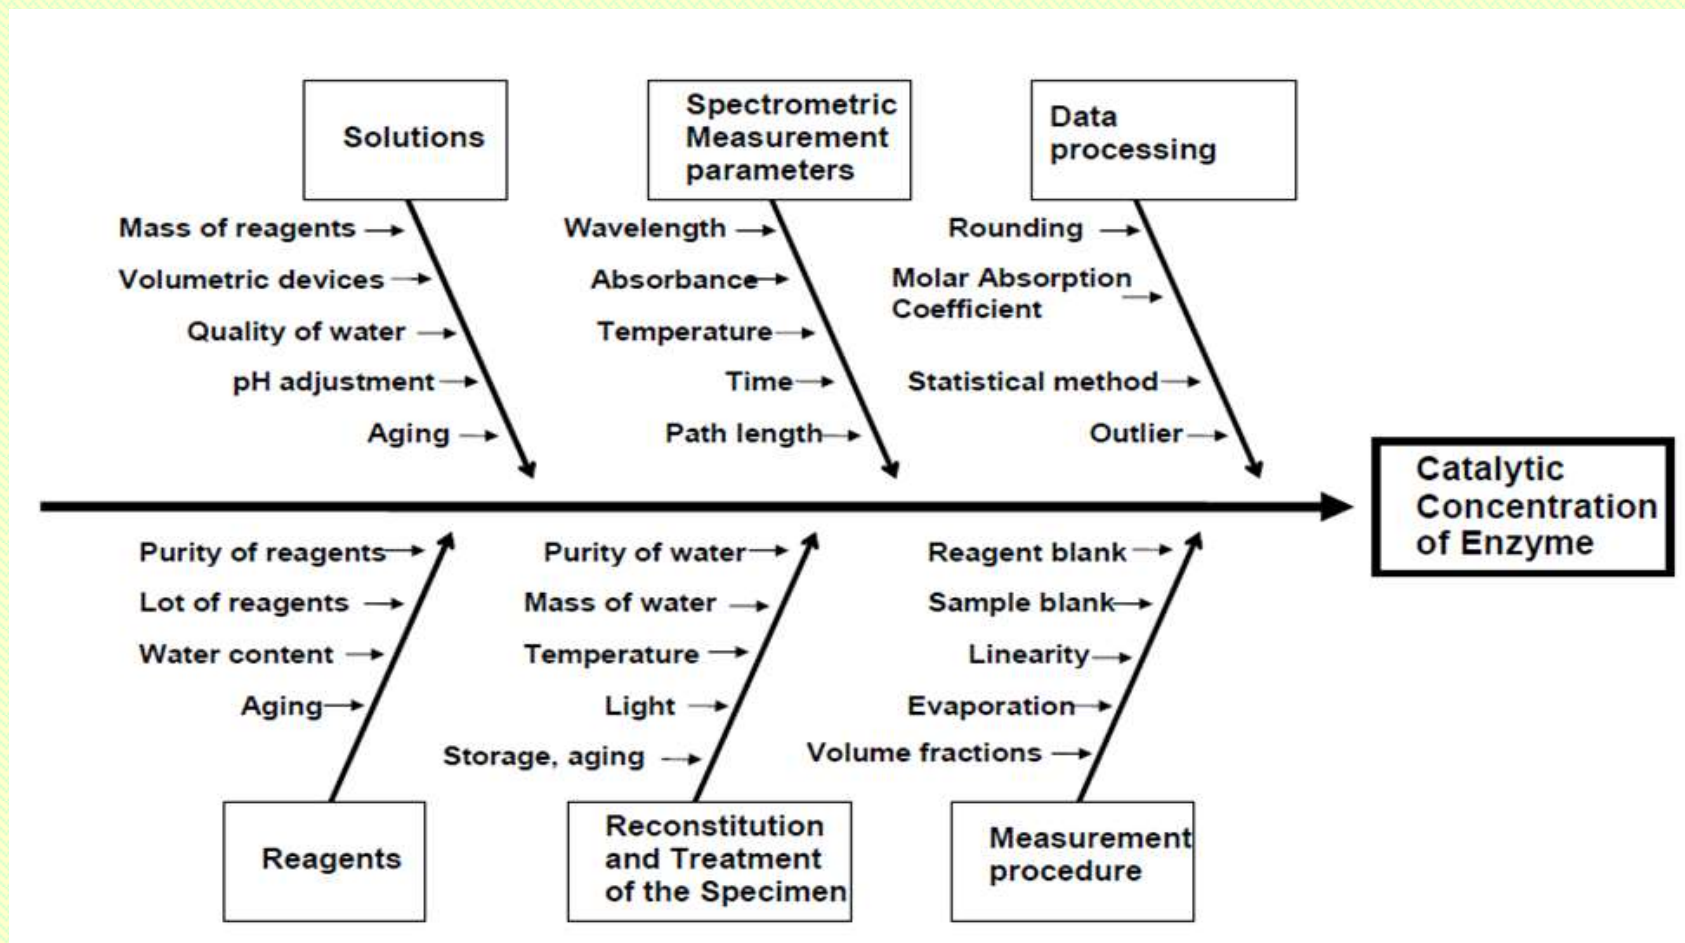 Solutions
Spectrometric
Measurement
parameters
Data
processing
Mass of reagents
Volumetric devices
Quality of water
pH adjustment
Aging
Wavelength
Absorbance
Temperature
Time
Path length
Rounding
Molar Absorption
Coefficient
Statistical method
Outlier
Catalytic
Concentration
of Enzyme
Purity of reagents
Lot of reagents
Water content
Aging
Purity of water
Mass of water
Temperature
Light
Storage, aging
Reagent blank
Sample blank
Linearity
Evaporation
Volume fractions
Reagents
Reconstitution
and Treatment
of the Specimen
Measurement
procedure